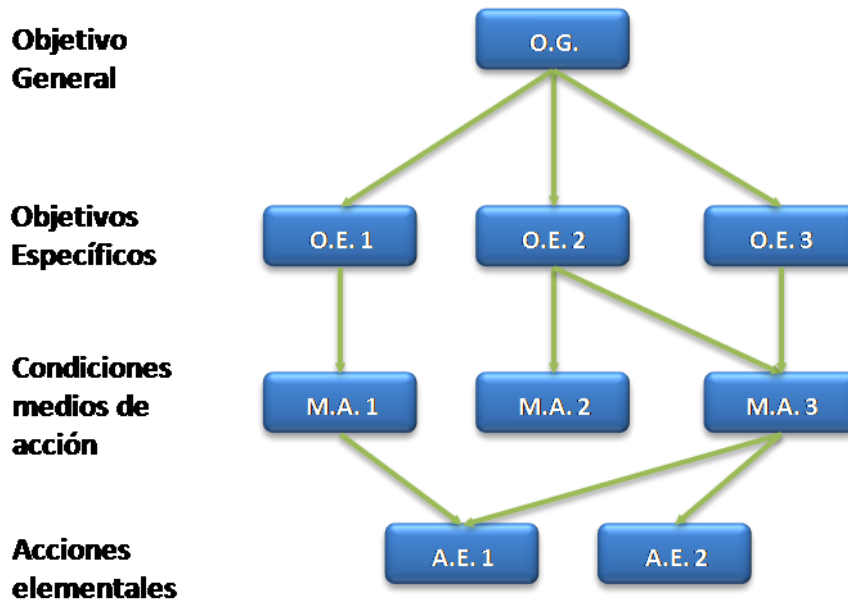 Objetivo
General
O.G.
Objetivos
Específicos
O.E. 1
O.E. 2
O.E. 3
Condiciones
medios de
acción
M.A. 1
M.A. 2
M.A. 3
Acciones
elementales
A.E. 1
A.E. 2